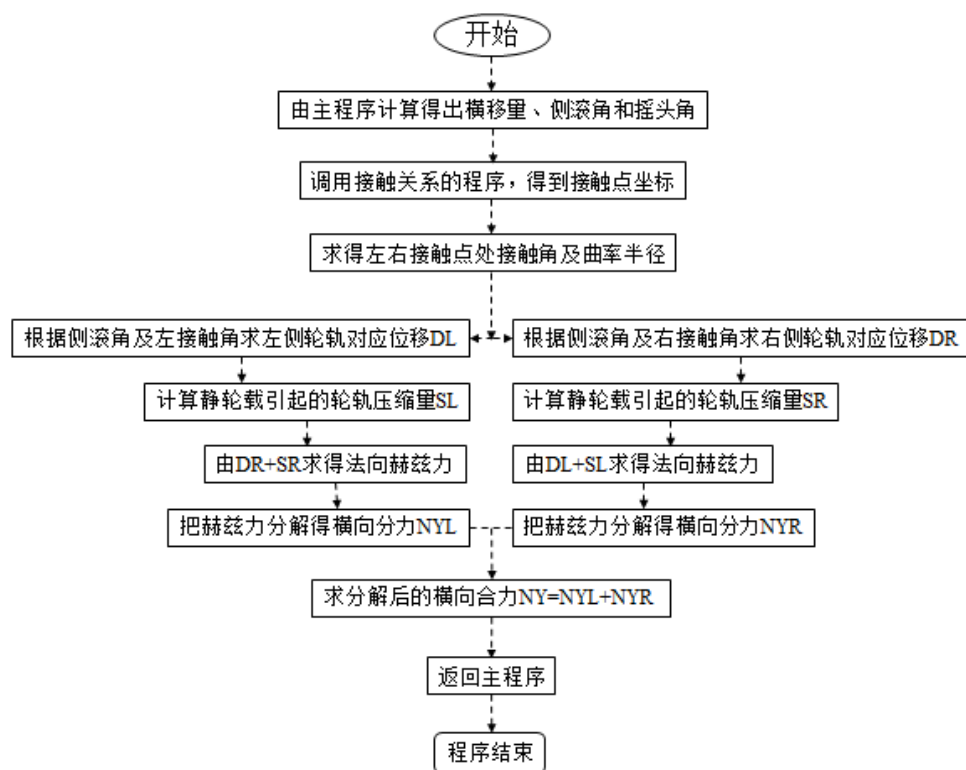 开始
由主程序计算得出横移量、侧滚角和摇头角
调用接触关系的程序，得到接触点坐标
求得左右接触点处接触角及曲率半径
根据侧滚角及左接触角求左侧轮轨对应位移DL
根据侧滚角及右接触角求右侧轮轨对应位移DR
计算静轮载引起的轮轨压缩量SL
计算静轮载引起的轮轨压缩量SR
由DR+SR求得法向赫兹力
由DL+SL求得法向赫兹力
把赫兹力分解得横向分力NYL
把赫兹力分解得横向分力NYR
求分解后的横向合力NY=NYL+NYR
返回主程序
程序结束